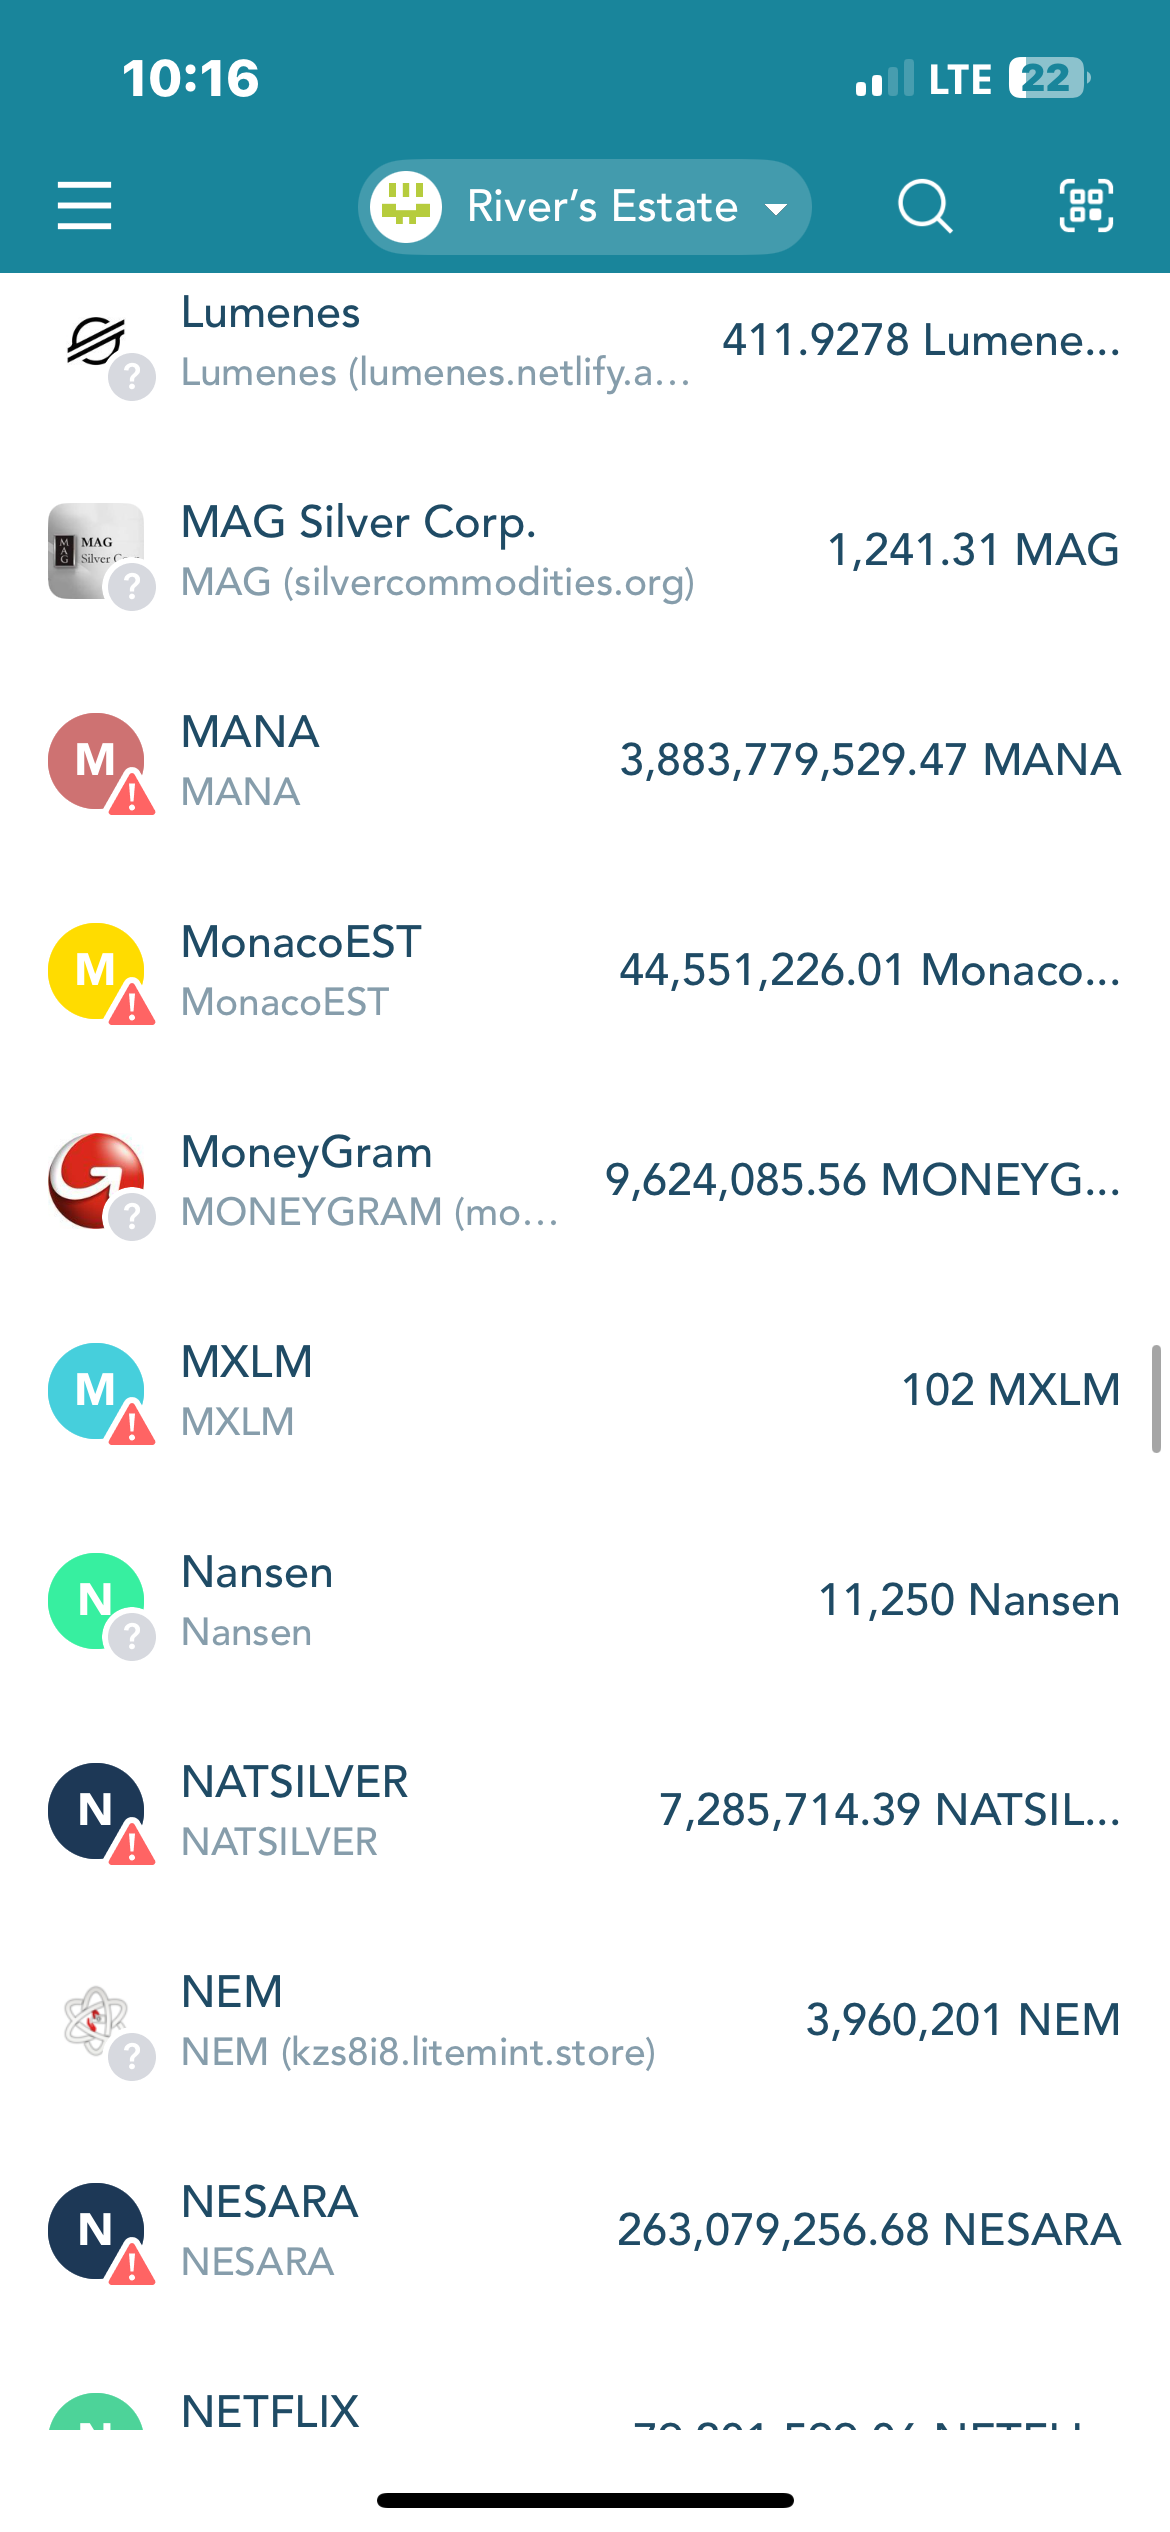 10:16
LTE 22
River's Estate
Lumenes
411.9278 Lumene...
Lumenes (lumenes.netlify.a...
MAG
MAG
Silver
MAG Silver Corp.
1,241.31 MAG
MAG (silvercommodities.org)
M
MANA
3,883,779,529.47 MANA
MANA
M
MonacoEST
44,551,226.01 Monaco...
MonacoEST
MoneyGram
9,624,085.56 MONEYG...
MONEYGRAM (mo...
M
MXLM
102 MXLM
MXLM
N
Nansen
11,250 Nansen
Nansen
N
NATSILVER
7,285,714.39 NATSIL...
NATSILVER
NEM
3,960,201 NEM
NEM (kzs8i8.litemint.store)
N
NESARA
263,079,256.68 NESARA
NESARA
N
NETFLIX